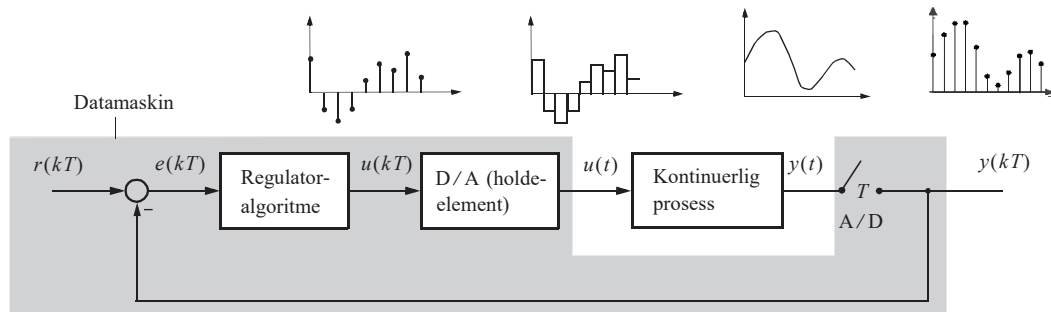 Datamaskin
r(kT)
e(kT)
Regulator-
algoritme
u(kT)
D/A (holde-
element)
u(t)
Kontinuerlig
prosess
y(t)
T
A/D
y(kT)
−